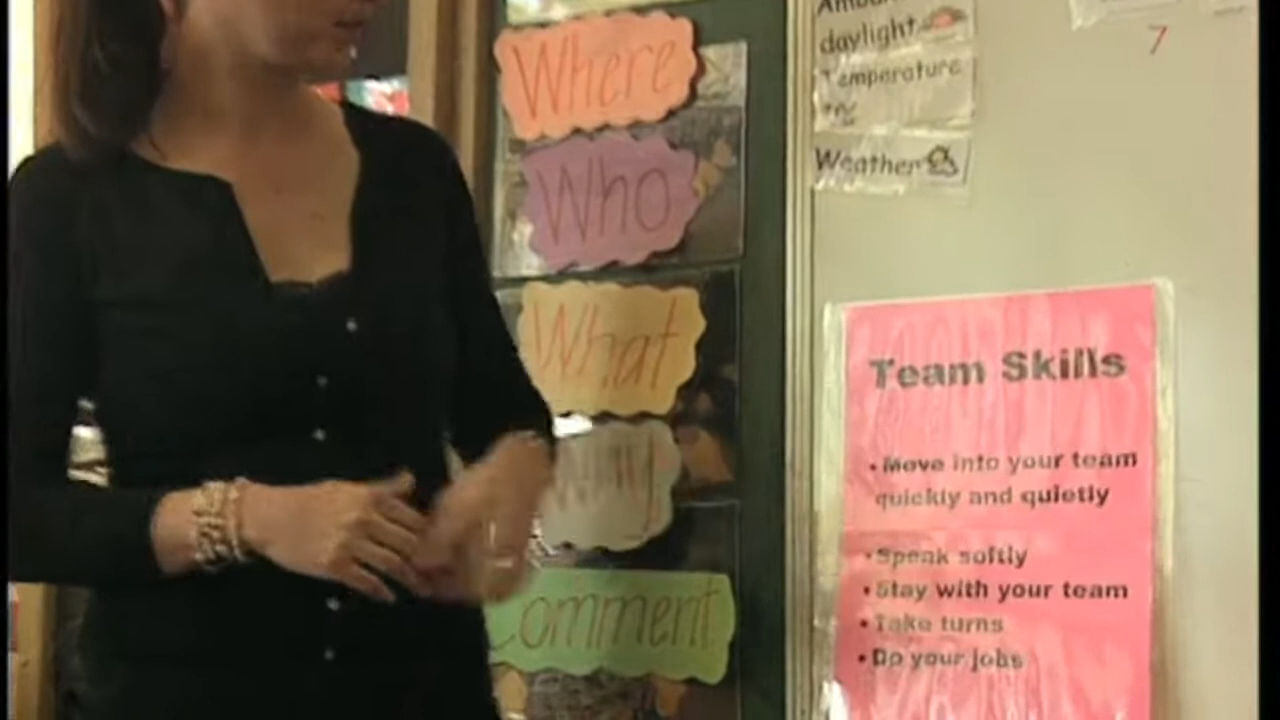 Where
Who
What
Why
Comment
daylight
Temperature
Weather
7
Team Skills
• Move into your team
quickly and quietly
• Speak softly
• Stay with your team
• Take turns
• Do your jobs